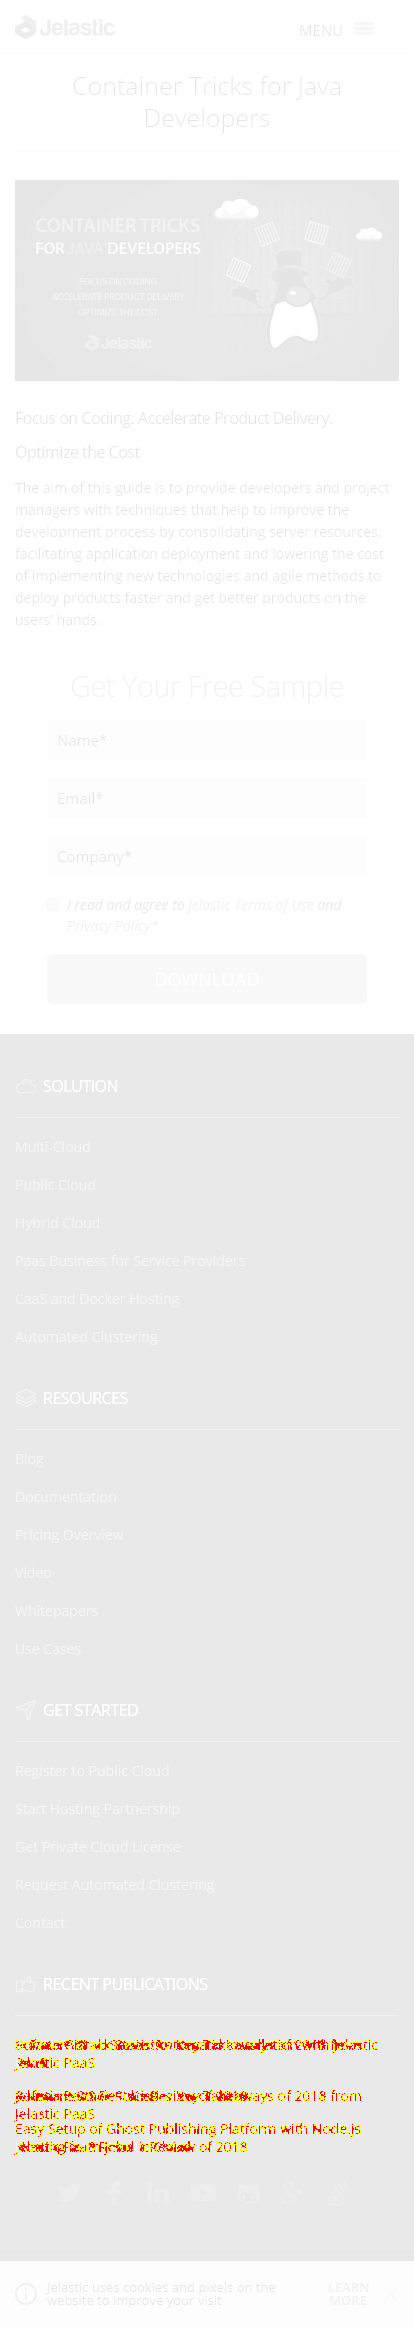 Jelastic
MENU
Container Tricks for Java
Developers
CONTAINER TRICKS
FOR JAVA DEVELOPERS
FOCUS ON CODING
ACCELERATE PRODUCT DELIVERY
OPTIMIZE THE COST
Jelastic
Focus on Coding. Accelerate Product Delivery.
Optimize the Cost
The aim of this guide is to provide developers and project
managers with techniques that help to improve the
development process by consolidating server resources,
facilitating application deployment and lowering the cost
of implementing new technologies and agile methods to
deploy products faster and get better products on the
users' hands.
Get Your Free Sample
Name*
Email*
Company*
I read and agree to Jelastic Terms of Use and
Privacy Policy*
DOWNLOAD
SOLUTION
Multi-Cloud
Public Cloud
Hybrid Cloud
Paas Business for Service Providers
CaaS and Docker Hosting
Automated Clustering
RESOURCES
Blog
Documentation
Pricing Overview
Video
Whitepapers
Use Cases
GET STARTED
Register to Public Cloud
Start Hosting Partnership
Get Private Cloud License
Request Automated Clustering
Contact
RECENT PUBLICATIONS
Jelastic PaaS
of 2018 from
Jelastic PaaS
Easy Setup of Ghost Publishing Platform with Node.js
of 2018
Jelastic uses cookies and pixels on the
website to improve your visit
LEARN
MORE